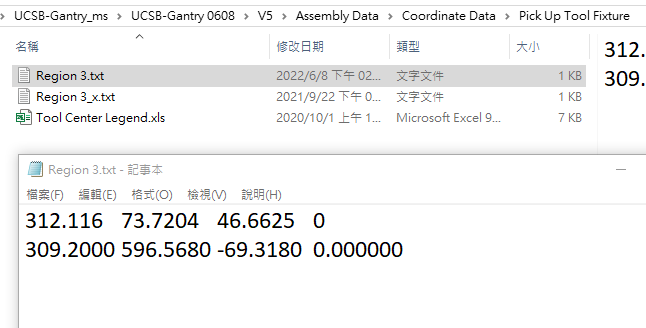 UCSB-Gantry_ms > UCSB-Gantry 0608 > V5 > Assembly Data > Coordinate Data > Pick Up Tool Fixture
名稱 修改日期 類型 大小
Region 3.txt 2022/6/8 下午 02... 文字文件 1 KB
Region 3_x.txt 2021/9/22 下午 0... 文字文件 1 KB
Tool Center Legend.xls 2020/10/1 上午 1... Microsoft Excel 9... 7 KB
312.
309.
Region 3.txt - 記事本
檔案(F) 編輯(E) 格式(O) 檢視(V) 說明(H)
312.116 73.7204 46.6625 0
309.2000 596.5680 -69.3180 0.000000